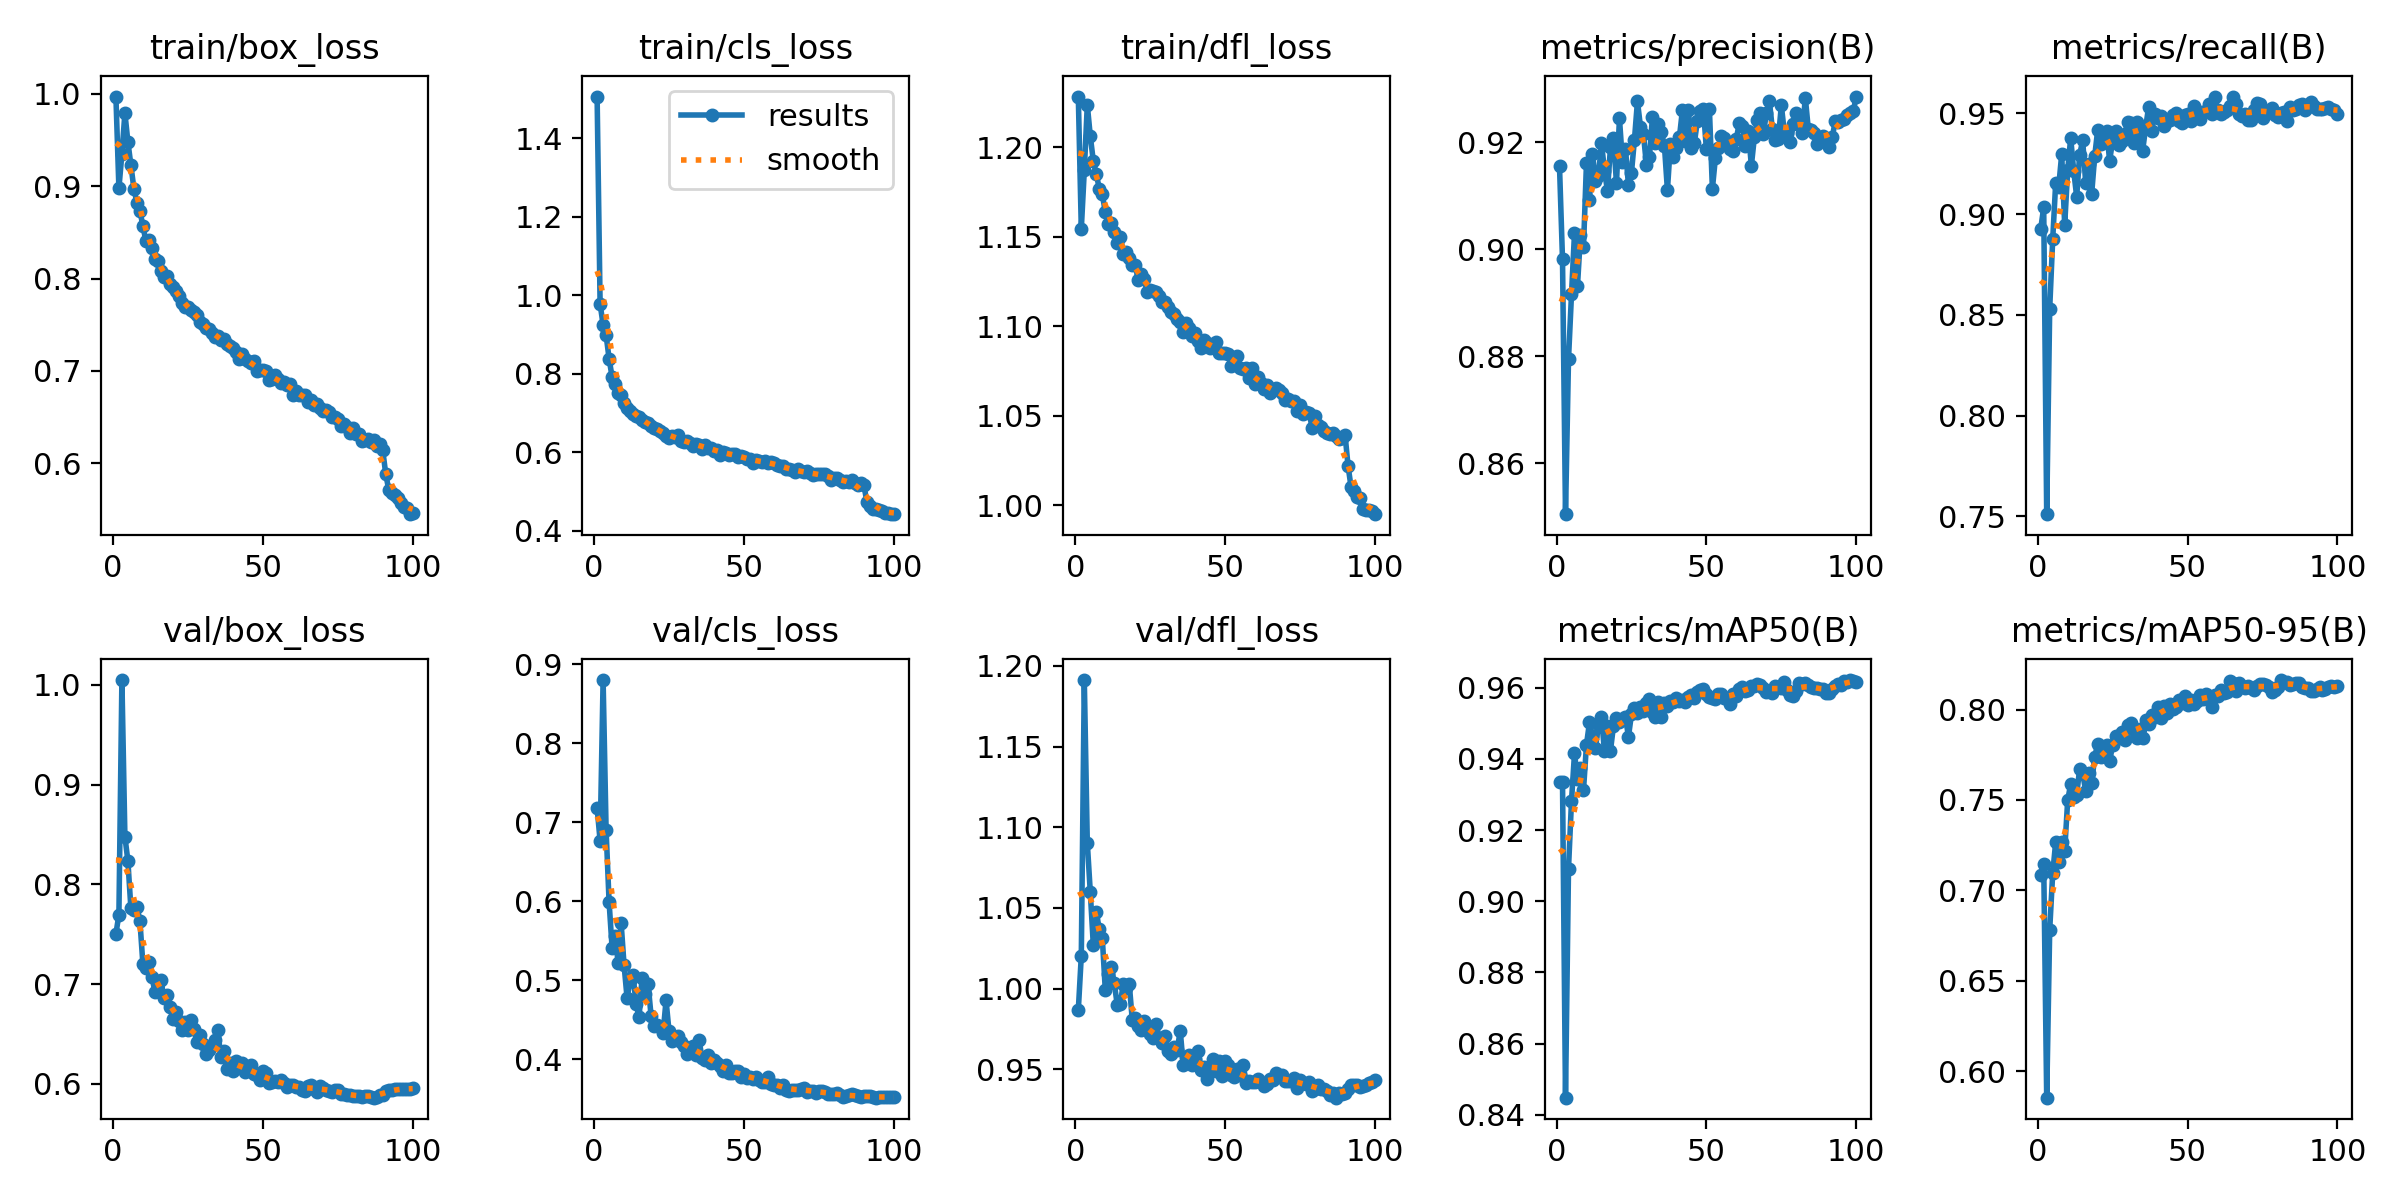 train/box_loss
1.0
0.9
0.8
0.7
0.6
0 50 100
train/cls_loss
results
smooth
1.4
1.2
1.0
0.8
0.6
0.4
0 50 100
train/dfl_loss
1.20
1.15
1.10
1.05
1.00
0 50 100
metrics/precision(B)
0.92
0.90
0.88
0.86
0 50 100
metrics/recall(B)
0.95
0.90
0.85
0.80
0.75
0 50 100
val/box_loss
1.0
0.9
0.8
0.7
0.6
0 50 100
val/cls_loss
0.9
0.8
0.7
0.6
0.5
0.4
0 50 100
val/dfl_loss
1.20
1.15
1.10
1.05
1.00
0.95
0 50 100
metrics/mAP50(B)
0.96
0.94
0.92
0.90
0.88
0.86
0.84
0 50 100
metrics/mAP50-95(B)
0.80
0.75
0.70
0.65
0.60
0 50 100